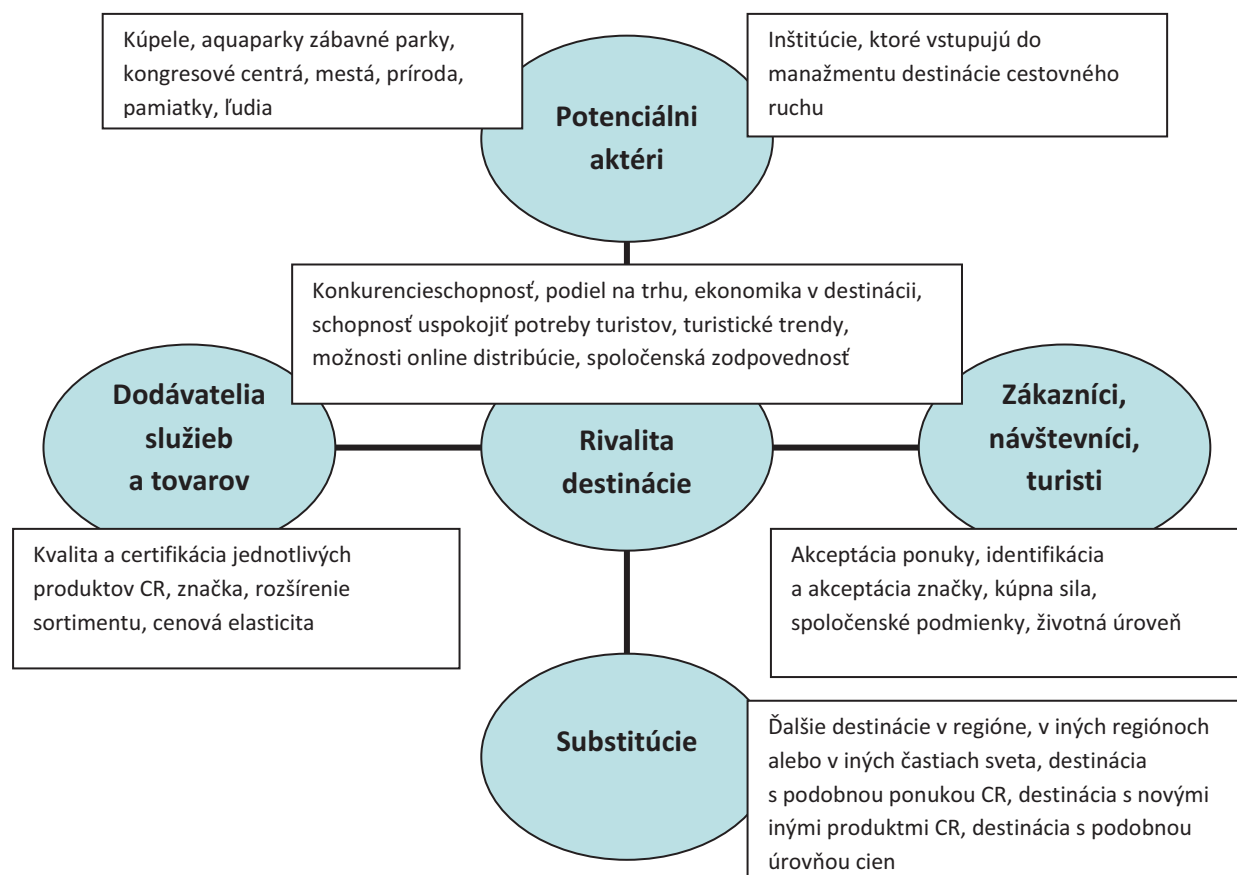 Kúpele, aquaparky zábavné parky,
kongresové centrá, mestá, príroda,
pamiatky, ľudia
Inštitúcie, ktoré vstupujú do
manažmentu destinácie cestovného
ruchu
Potenciálni
aktéri
Konkurencieschopnosť, podiel na trhu, ekonomika v destinácii,
schopnosť uspokojiť potreby turistov, turistické trendy,
možnosti online distribúcie, spoločenská zodpovednosť
Dodávatelia
služieb
a tovarov
Rivalita
destinácie
Zákazníci,
návštevníci,
turisti
Kvalita a certifikácia jednotlivých
produktov CR, značka, rozšírenie
sortimentu, cenová elasticita
Akceptácia ponuky, identifikácia
a akceptácia značky, kúpna sila,
spoločenské podmienky, životná úroveň
Substitúcie
Ďalšie destinácie v regióne, v iných regiónoch
alebo v iných častiach sveta, destinácia
s podobnou ponukou CR, destinácia s novými
inými produktmi CR, destinácia s podobnou
úrovňou cien